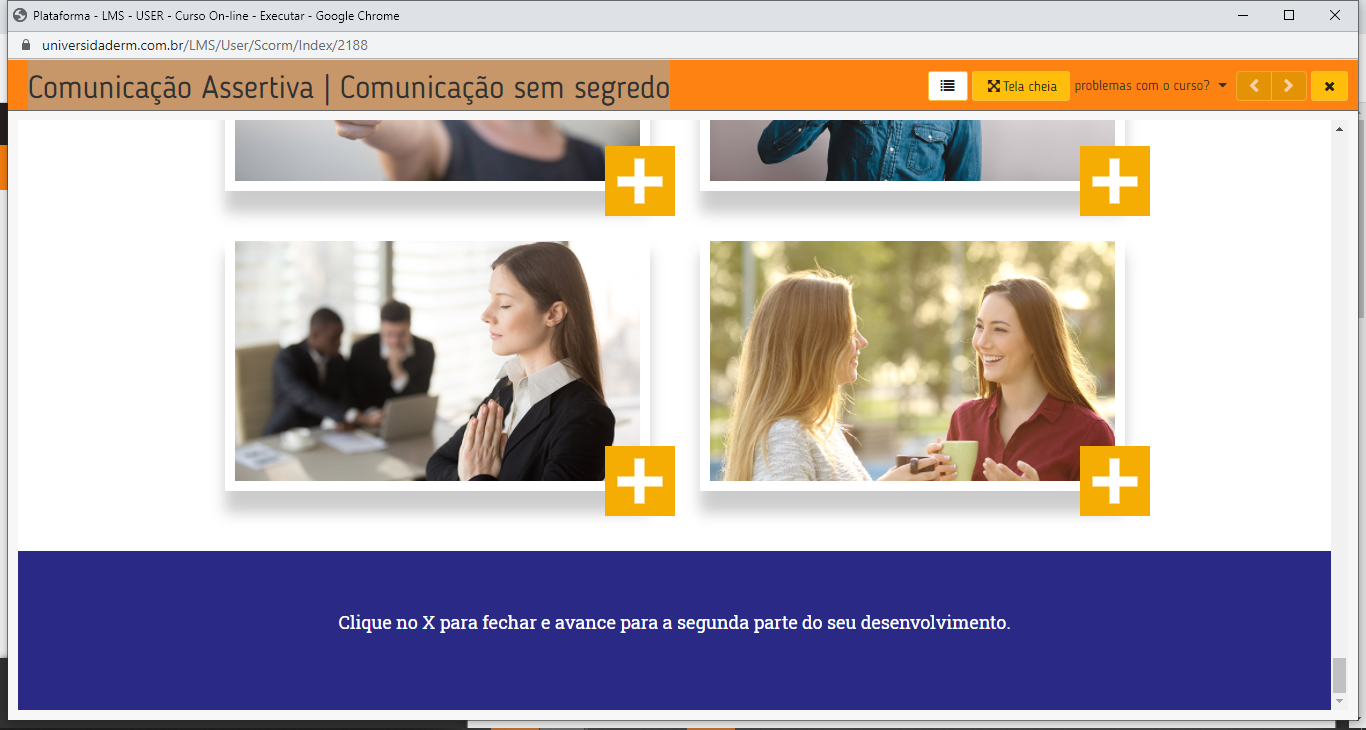 Plataforma - LMS - USER - Curso On-line - Executar - Google Chrome
universidaderm.com.br/LMS/User/Scorm/Index/2188
Comunicação Assertiva | Comunicação sem segredo
Tela cheia
problemas com o curso?
Clique no X para fechar e avance para a segunda parte do seu desenvolvimento.